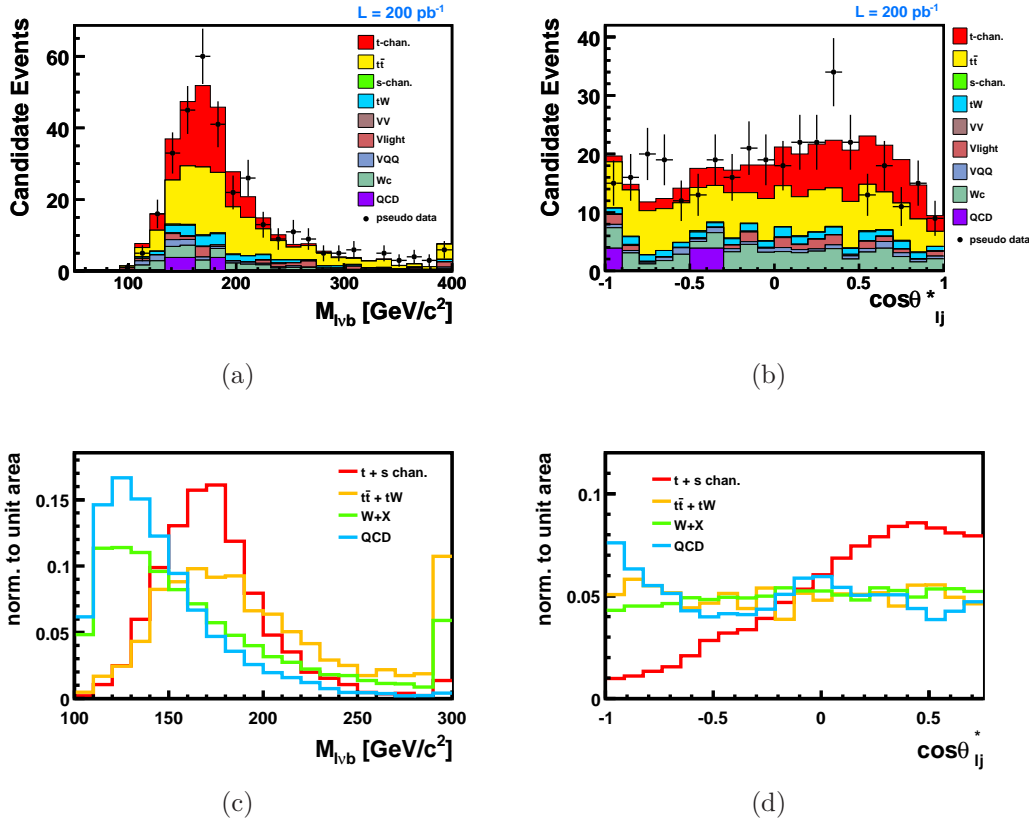 L = 200 pb⁻¹
Candidate Events
60
40
20
0
t-chan.
tt̄
s-chan.
tW
VV
Vlight
VQQ
Wc
QCD
pseudo data
100
200
300
400
M_lνb [GeV/c²]
(a)
L = 200 pb⁻¹
Candidate Events
40
30
20
10
0
t-chan.
tt̄
s-chan.
tW
VV
Vlight
VQQ
Wc
QCD
pseudo data
-1
-0.5
0
0.5
1
cosθ*_lj
(b)
norm. to unit area
0.15
0.1
0.05
0
t + s chan.
tt̄ + tW
W+X
QCD
100
150
200
250
300
M_lνb [GeV/c²]
(c)
norm. to unit area
0.1
0.05
0
t + s chan.
tt̄ + tW
W+X
QCD
-1
-0.5
0
0.5
cosθ*_lj
(d)